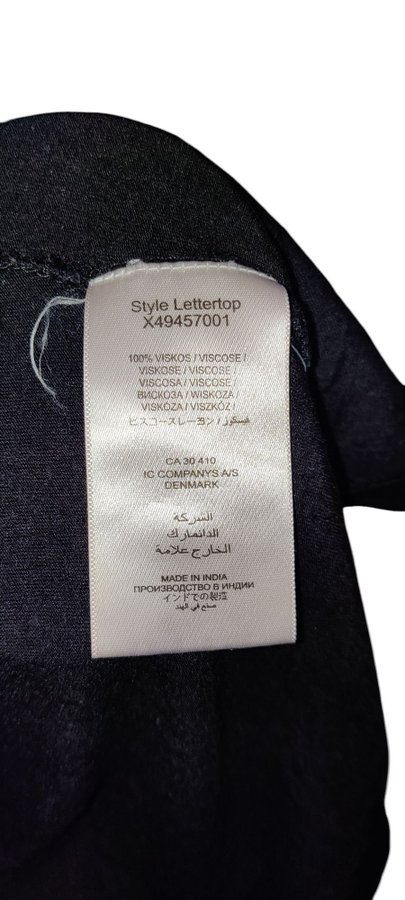 Style Lettertop
X49457001
100% VISKOS / VISCOSE /
VISKOSE / VISCOSE /
VISCOSA / VISCOSE /
ВИСКОЗА / WISKOZA /
VISKÓZA / VISZKÓZ /
ビスコースレーヨン / فيسكوز
CA 30 410
IC COMPANYS A/S
DENMARK
الشركة
الدانمارك
الخارج علامة
MADE IN INDIA
ПРОИЗВОДСТВО В ИНДИИ
インドでの製造
صنع في الهند